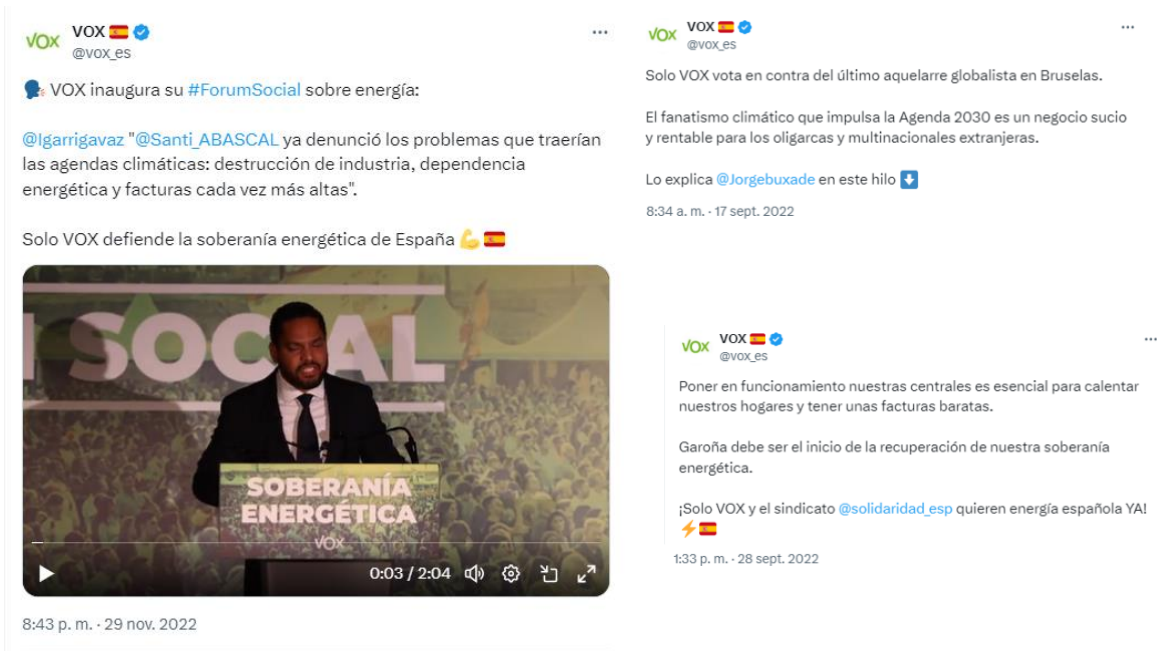 VOX
VOX
@vox_es
VOX inaugura su #ForumSocial sobre energía:
@Igarrigavaz "@Santi_ABASCAL ya denunció los problemas que traerían
las agendas climáticas: destrucción de industria, dependencia
energética y facturas cada vez más altas".
Solo VOX defiende la soberanía energética de España
SOCIAL
SOBERANÍA
ENERGÉTICA
VOX
0:03 / 2:04
8:43 p. m. · 29 nov. 2022
VOX
VOX
@vox_es
Solo VOX vota en contra del último aquelarre globalista en Bruselas.
El fanatismo climático que impulsa la Agenda 2030 es un negocio sucio
y rentable para los oligarcas y multinacionales extranjeras.
Lo explica @Jorgebuxade en este hilo
8:34 a. m. · 17 sept. 2022
VOX
VOX
@vox_es
Poner en funcionamiento nuestras centrales es esencial para calentar
nuestros hogares y tener unas facturas baratas.
Garoña debe ser el inicio de la recuperación de nuestra soberanía
energética.
¡Solo VOX y el sindicato @solidaridad_esp quieren energía española YA!
1:33 p. m. · 28 sept. 2022